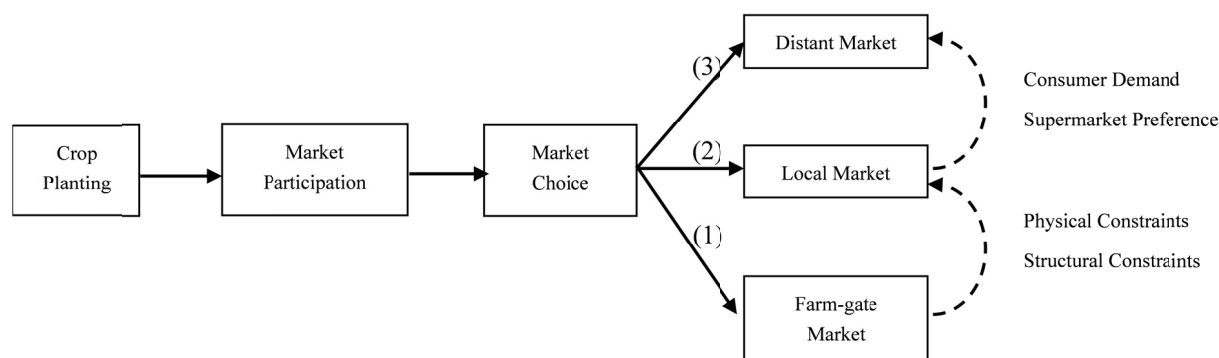 Crop
Planting
Market
Participation
Market
Choice
(3)
(2)
(1)
Distant Market
Local Market
Farm-gate
Market
Consumer Demand
Supermarket Preference
Physical Constraints
Structural Constraints